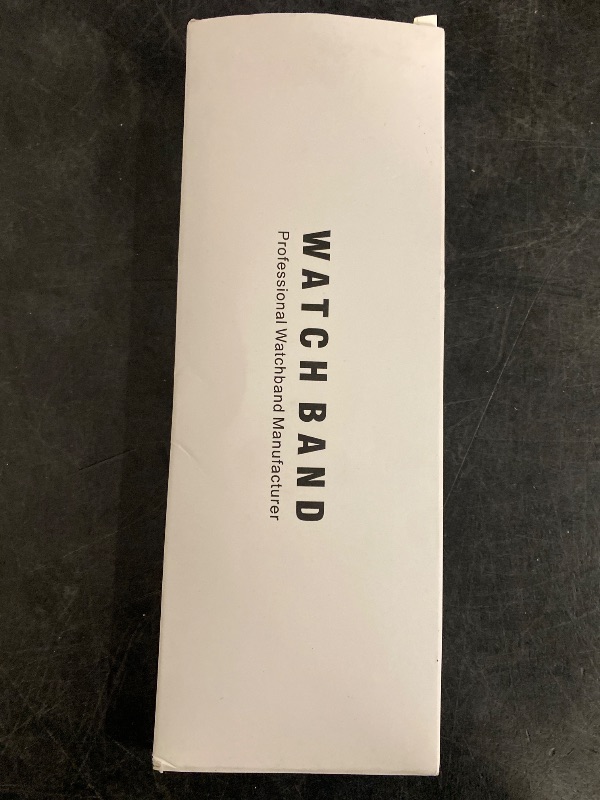 WATCH BAND
Professional Watchband Manufacturer